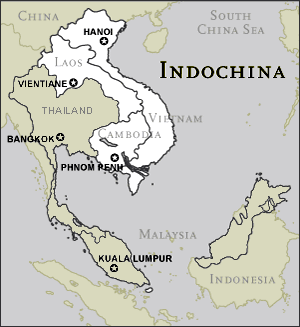 CHINA
SOUTH
CHINA SEA
HANOI
LAOS
INDOCHINA
VIENTIANE
THAILAND
VIETNAM
BANGKOK
CAMBODIA
PHNOM PENH
MALAYSIA
KUALA LUMPUR
INDONESIA